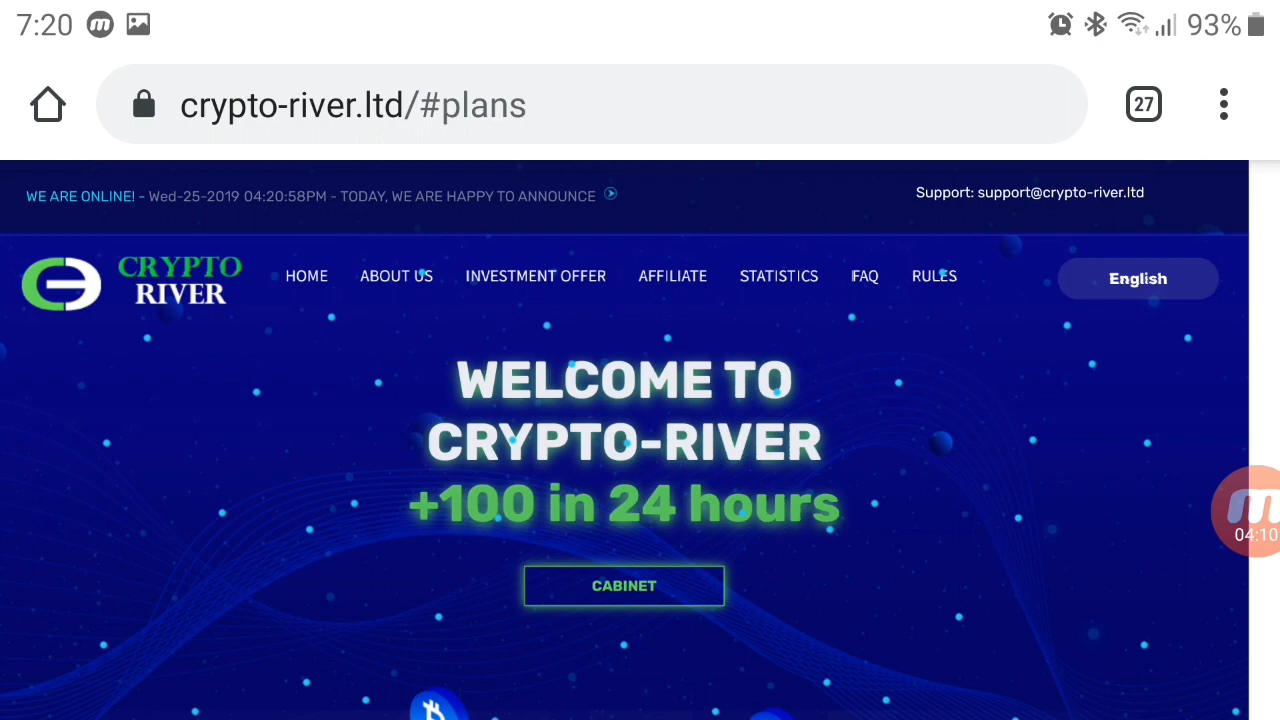 7:20
93%
crypto-river.ltd/#plans
27
WE ARE ONLINE! - Wed-25-2019 04:20:58PM - TODAY, WE ARE HAPPY TO ANNOUNCE
Support: support@crypto-river.ltd
CRYPTO
RIVER
HOME ABOUT US INVESTMENT OFFER AFFILIATE STATISTICS FAQ RULES
English
WELCOME TO
CRYPTO-RIVER
+100 in 24 hours
04:10
CABINET